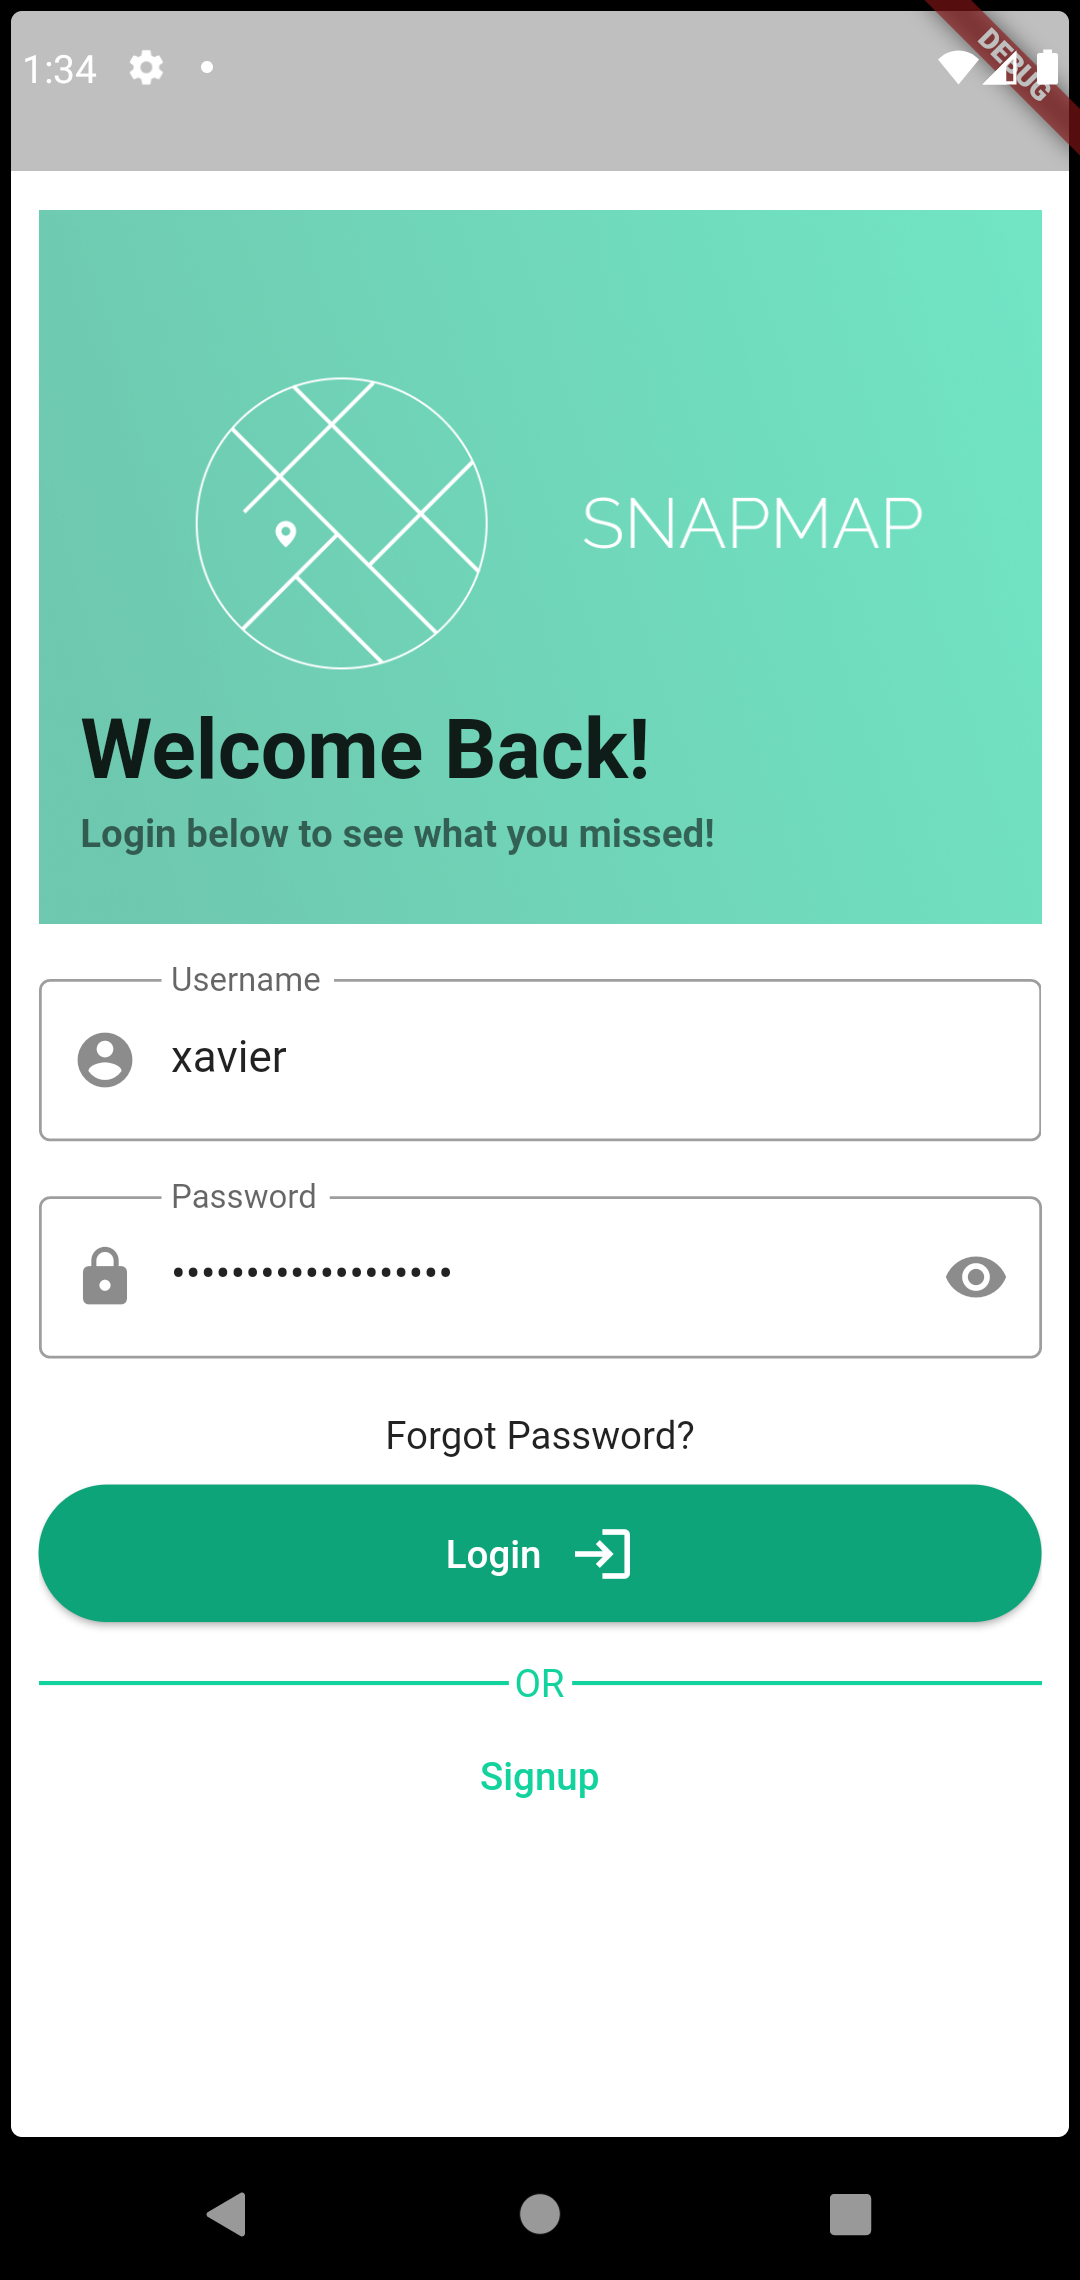 1:34
DEBUG
SNAPMAP
Welcome Back!
Login below to see what you missed!
Username
xavier
Password
•••••••••••••••••••
Forgot Password?
Login
OR
Signup